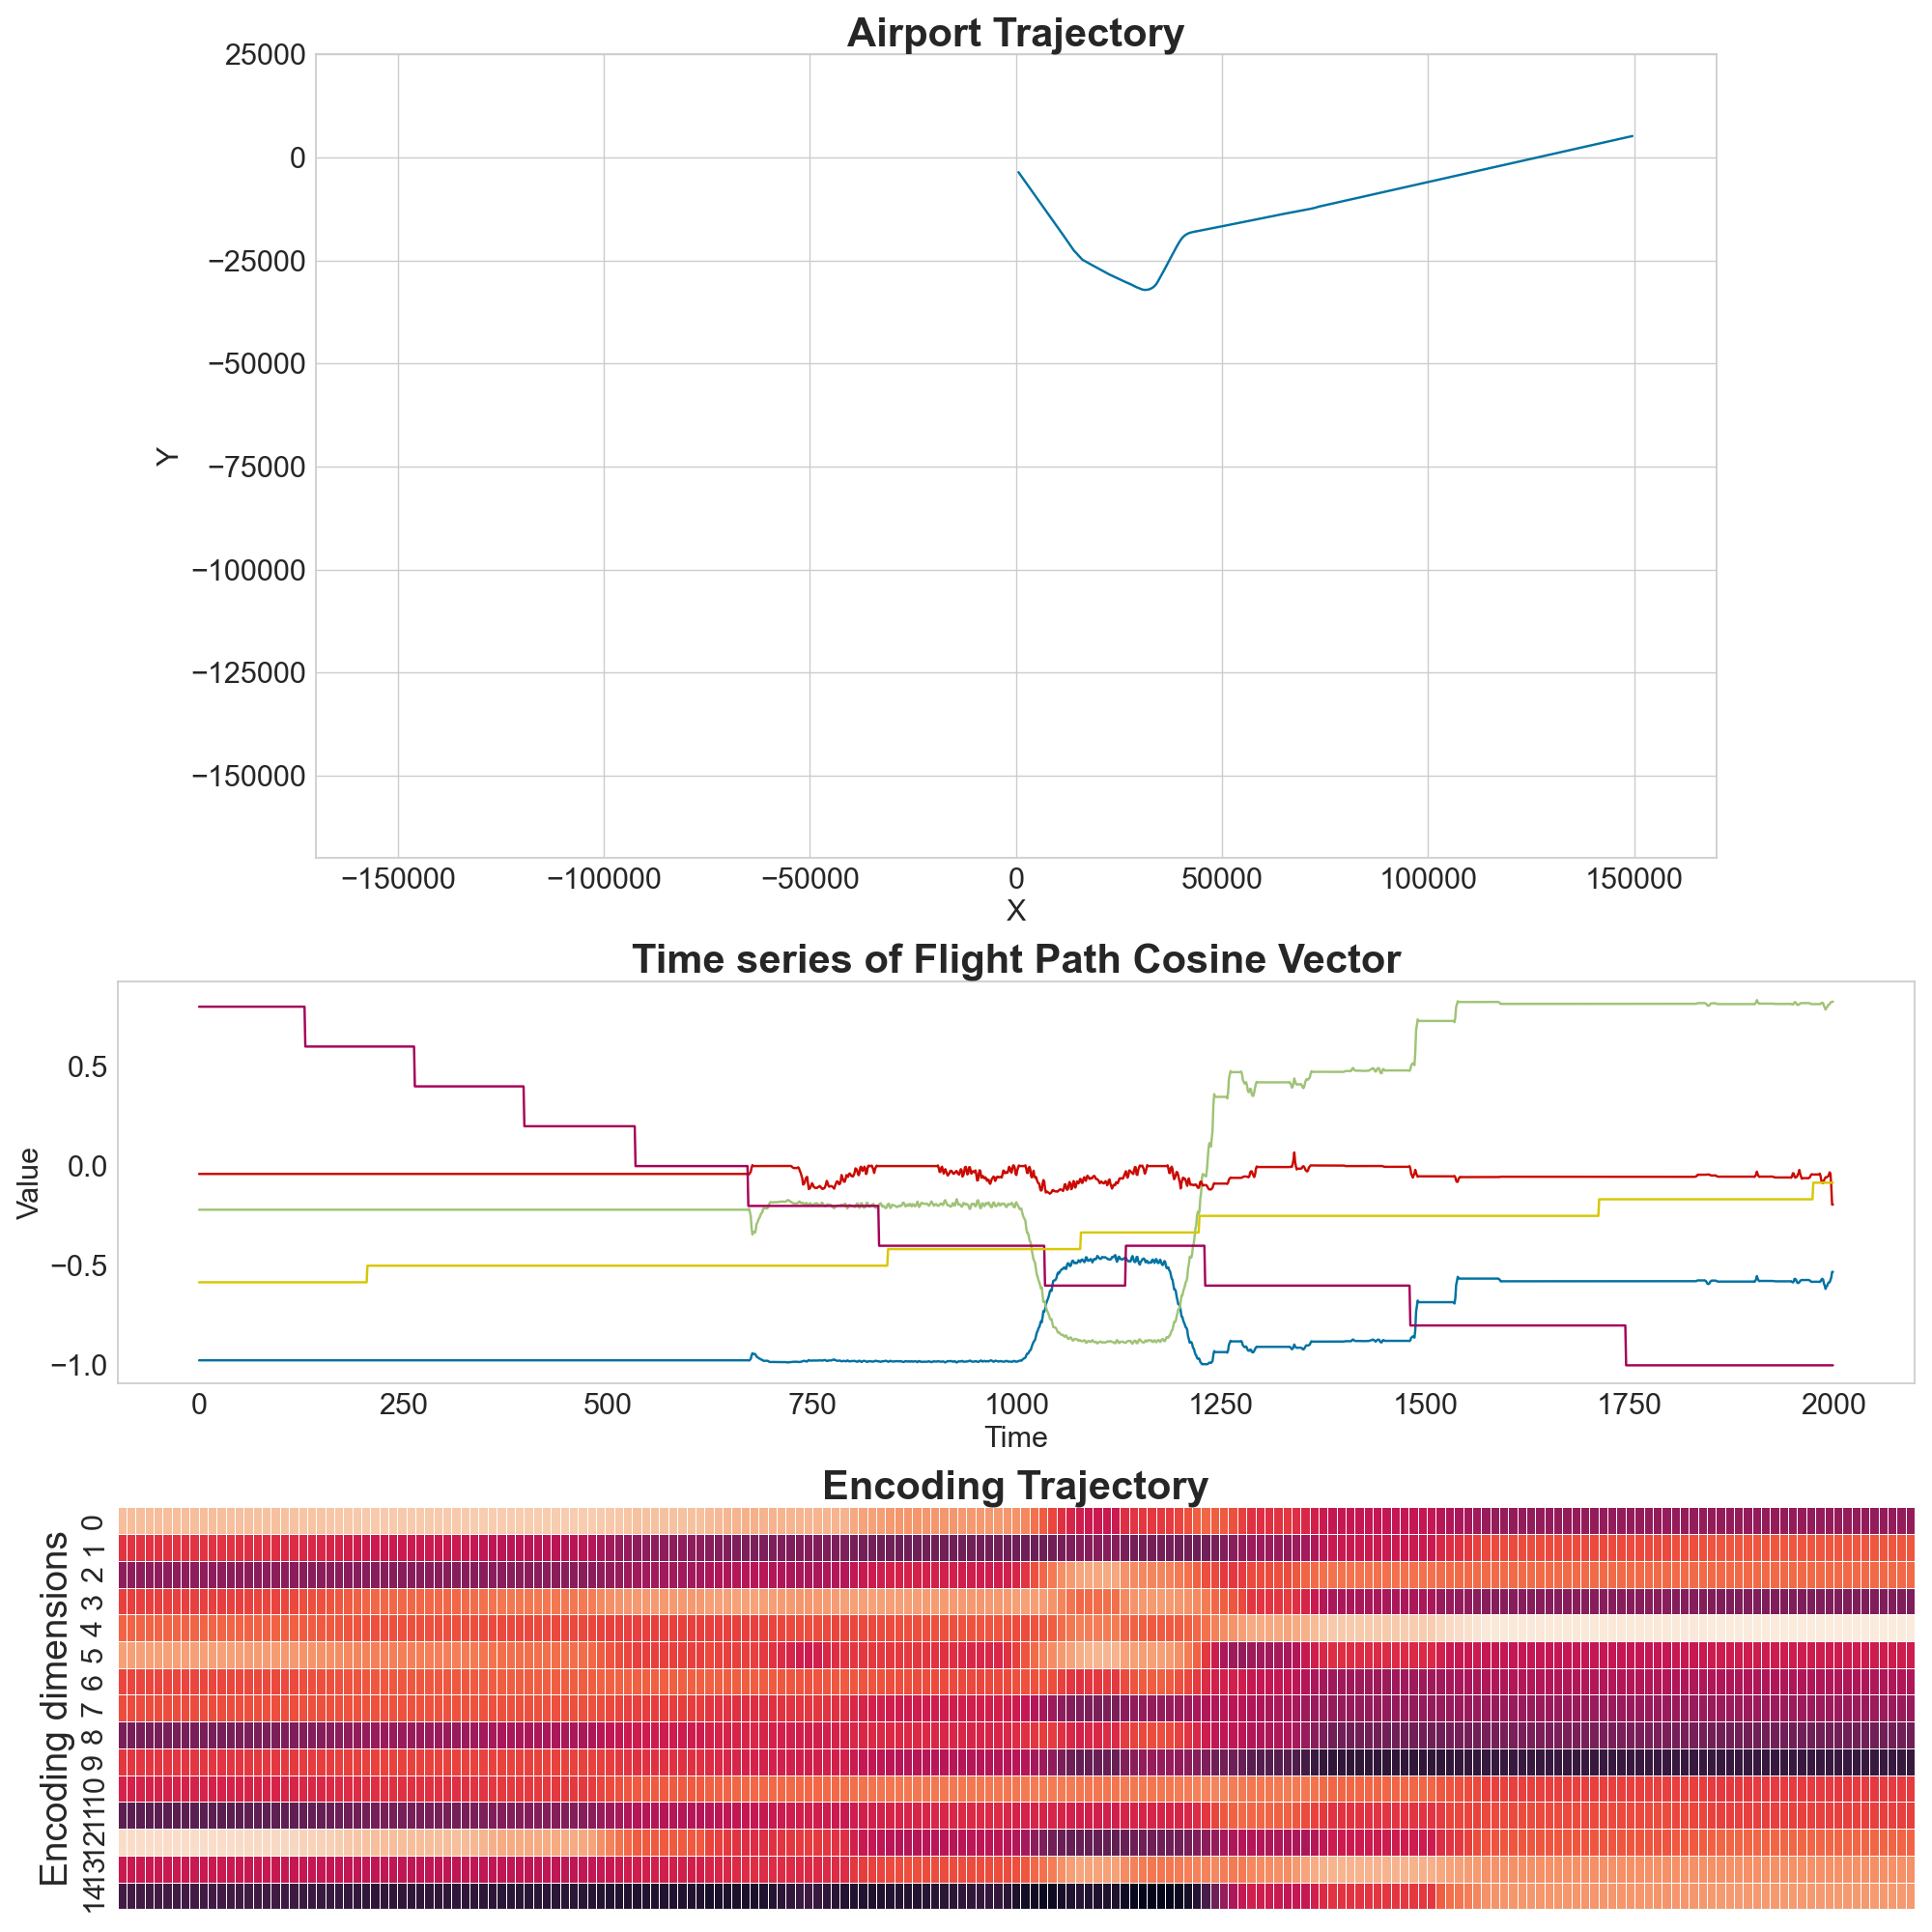 Airport Trajectory
25000
0
−25000
−50000
−75000
−100000
−125000
−150000
Y
−150000 −100000 −50000 0 50000 100000 150000
X
Time series of Flight Path Cosine Vector
0.5
0.0
−0.5
−1.0
Value
0 250 500 750 1000 1250 1500 1750 2000
Time
Encoding Trajectory
Encoding dimensions
0
1
2
3
4
5
6
7
8
9
10
11
12
13
14